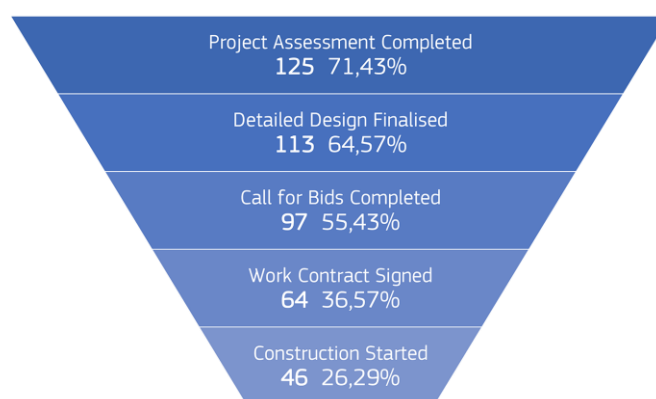 Project Assessment Completed
125 71,43%
Detailed Design Finalised
113 64,57%
Call for Bids Completed
97 55,43%
Work Contract Signed
64 36,57%
Construction Started
46 26,29%